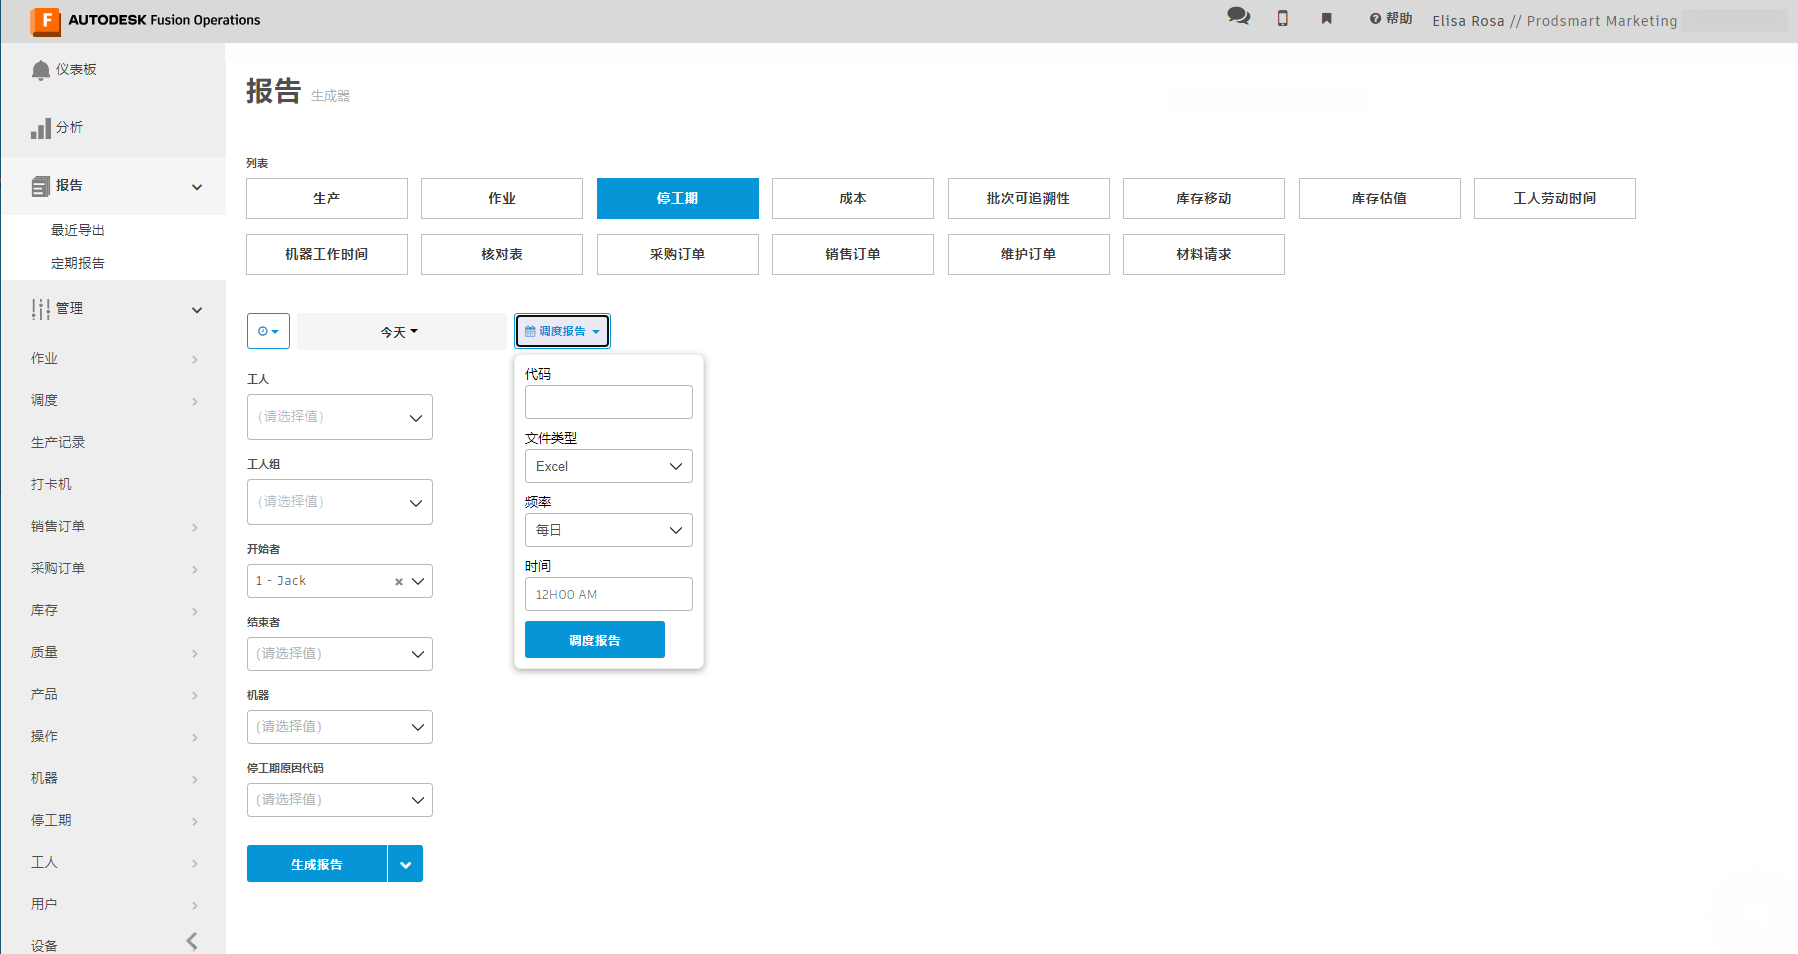 AUTODESK Fusion Operations
帮助
Elisa Rosa // Prodsmart Marketing
仪表板
分析
报告
最近导出
定期报告
管理
作业
调度
生产记录
打卡机
销售订单
采购订单
库存
质量
产品
操作
机器
停工期
工人
用户
设备
报告 生成器
列表
生产 作业 停工期 成本 批次可追溯性 库存移动 库存估值 工人劳动时间
机器工作时间 核对表 采购订单 销售订单 维护订单 材料请求
今天 调度报告
工人
(请选择值)
工人组
(请选择值)
开始者
1 - Jack
结束者
(请选择值)
机器
(请选择值)
停工期原因代码
(请选择值)
生成报告
代码
文件类型
Excel
频率
每日
时间
12H00 AM
调度报告